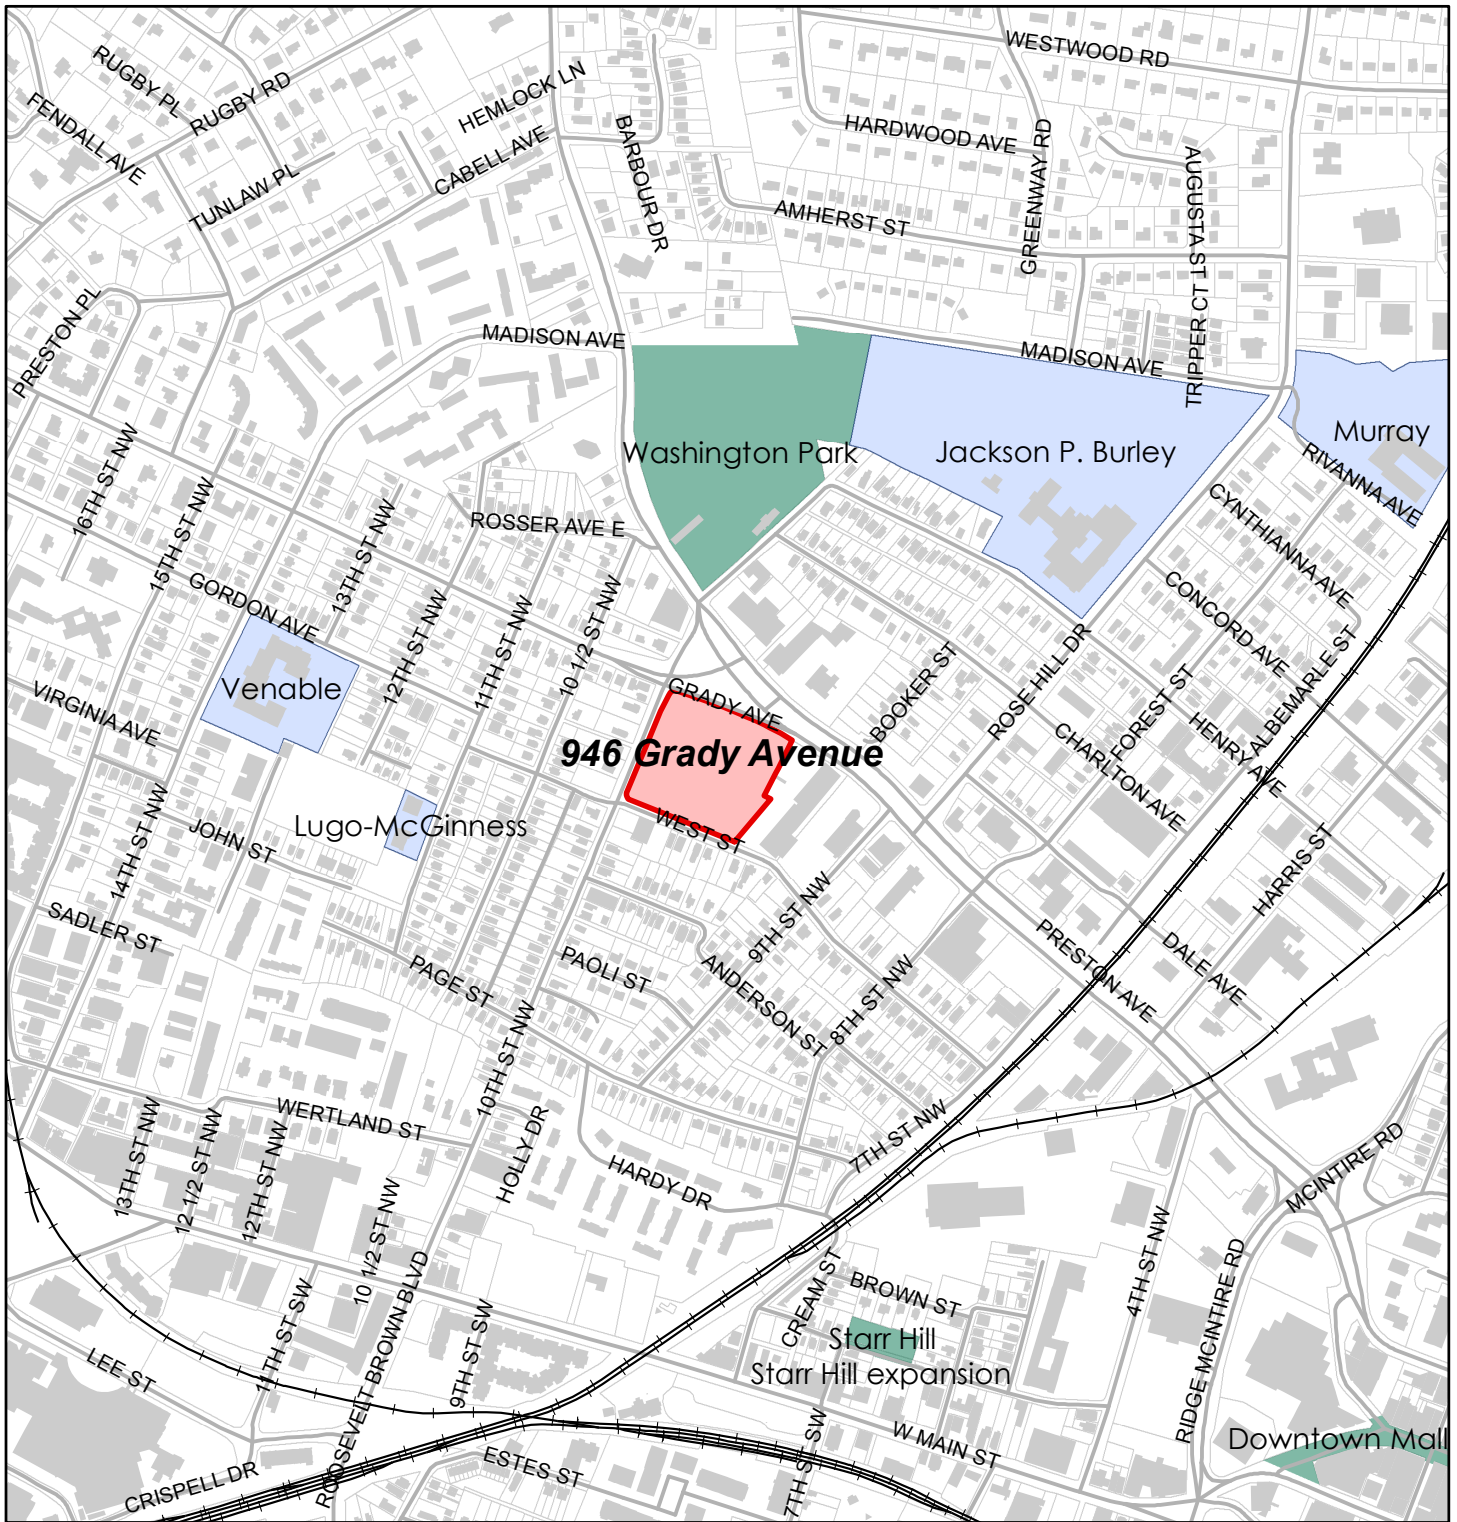 WESTWOOD RD
RUGBY PL
RUGBY RD
HEMLOCK LN
FENDALL AVE
HARDWOOD AVE
BARBOUR DR
GREENWAY RD
AUGUSTA ST
CABELL AVE
TUNLAW PL
AMHERST ST
TRIPPER CT
PRESTON PL
MADISON AVE
MADISON AVE
Washington Park
Jackson P. Burley
Murray
RIVANNA AVE
16TH ST NW
15TH ST NW
13TH ST NW
ROSSER AVE E
CYNTHIANNA AVE
GORDON AVE
12TH ST NW
11TH ST NW
10 1/2 ST NW
CONCORD AVE
BOOKER ST
ROSE HILL DR
FOREST ST
ALBEMARLE ST
Venable
VIRGINIA AVE
GRADY AVE
HENRY AVE
CHARLTON AVE
946 Grady Avenue
Lugo-McGinness
WEST ST
JOHN ST
14TH ST NW
HARRIS ST
SADLER ST
9TH ST NW
PAGE ST
PAOLI ST
ANDERSON ST
8TH ST NW
PRESTON AVE
DALE AVE
10TH ST NW
WERTLAND ST
13TH ST NW
12 1/2 ST NW
12TH ST NW
HOLLY DR
7TH ST NW
HARDY DR
MCINTIRE RD
10 1/2 ST NW
4TH ST NW
RIDGE MCINTIRE RD
CREAM ST
BROWN ST
Starr Hill
Starr Hill expansion
11TH ST SW
ROOSEVELT BROWN BLVD
9TH ST SW
LEE ST
W MAIN ST
Downtown Mall
CRISPELL DR
ESTES ST
7TH ST SW